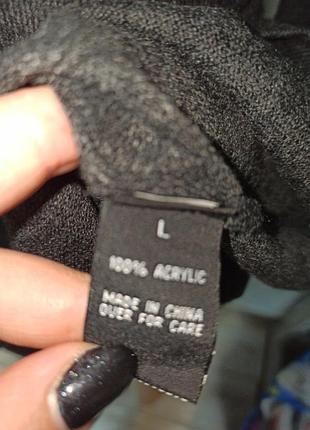 L
100% ACRYLIC
MADE IN CHINA
OVER FOR CARE